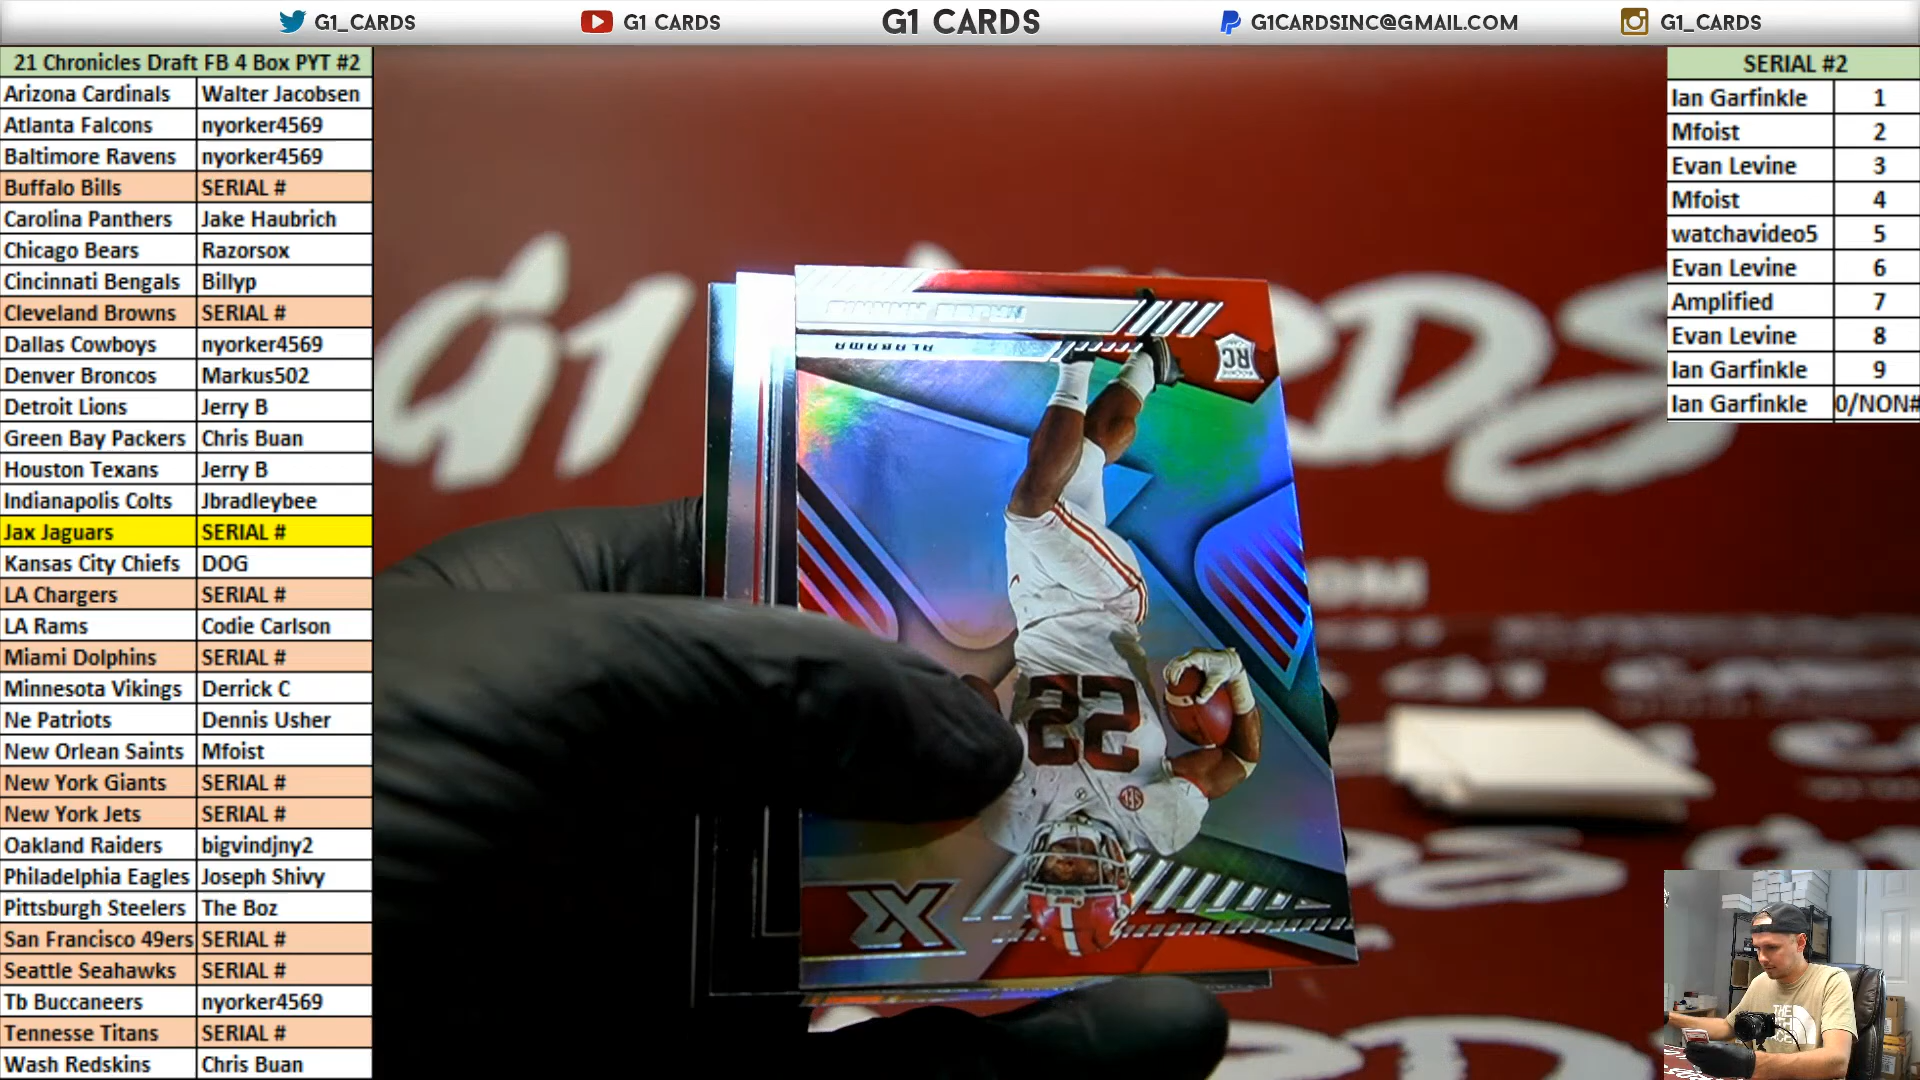 G1_CARDS
G1 CARDS
G1 CARDS
G1CARDSINC@GMAIL.COM
G1_CARDS
21 Chronicles Draft FB 4 Box PYT #2
Arizona Cardinals Walter Jacobsen
Atlanta Falcons nyorker4569
Baltimore Ravens nyorker4569
Buffalo Bills SERIAL #
Carolina Panthers Jake Haubrich
Chicago Bears Razorsox
Cincinnati Bengals Billyp
Cleveland Browns SERIAL #
Dallas Cowboys nyorker4569
Denver Broncos Markus502
Detroit Lions Jerry B
Green Bay Packers Chris Buan
Houston Texans Jerry B
Indianapolis Colts Jbradleybee
Jax Jaguars SERIAL #
Kansas City Chiefs DOG
LA Chargers SERIAL #
LA Rams Codie Carlson
Miami Dolphins SERIAL #
Minnesota Vikings Derrick C
Ne Patriots Dennis Usher
New Orlean Saints Mfoist
New York Giants SERIAL #
New York Jets SERIAL #
Oakland Raiders bigvindjny2
Philadelphia Eagles Joseph Shivy
Pittsburgh Steelers The Boz
San Francisco 49ers SERIAL #
Seattle Seahawks SERIAL #
Tb Buccaneers nyorker4569
Tennesse Titans SERIAL #
Wash Redskins Chris Buan
SERIAL #2
Ian Garfinkle 1
Mfoist 2
Evan Levine 3
Mfoist 4
watchavideo5 5
Evan Levine 6
Amplified 7
Evan Levine 8
Ian Garfinkle 9
Ian Garfinkle 0/NON#
G1 CARDS
ALABAMA
RC
22
SEC
XR
THE